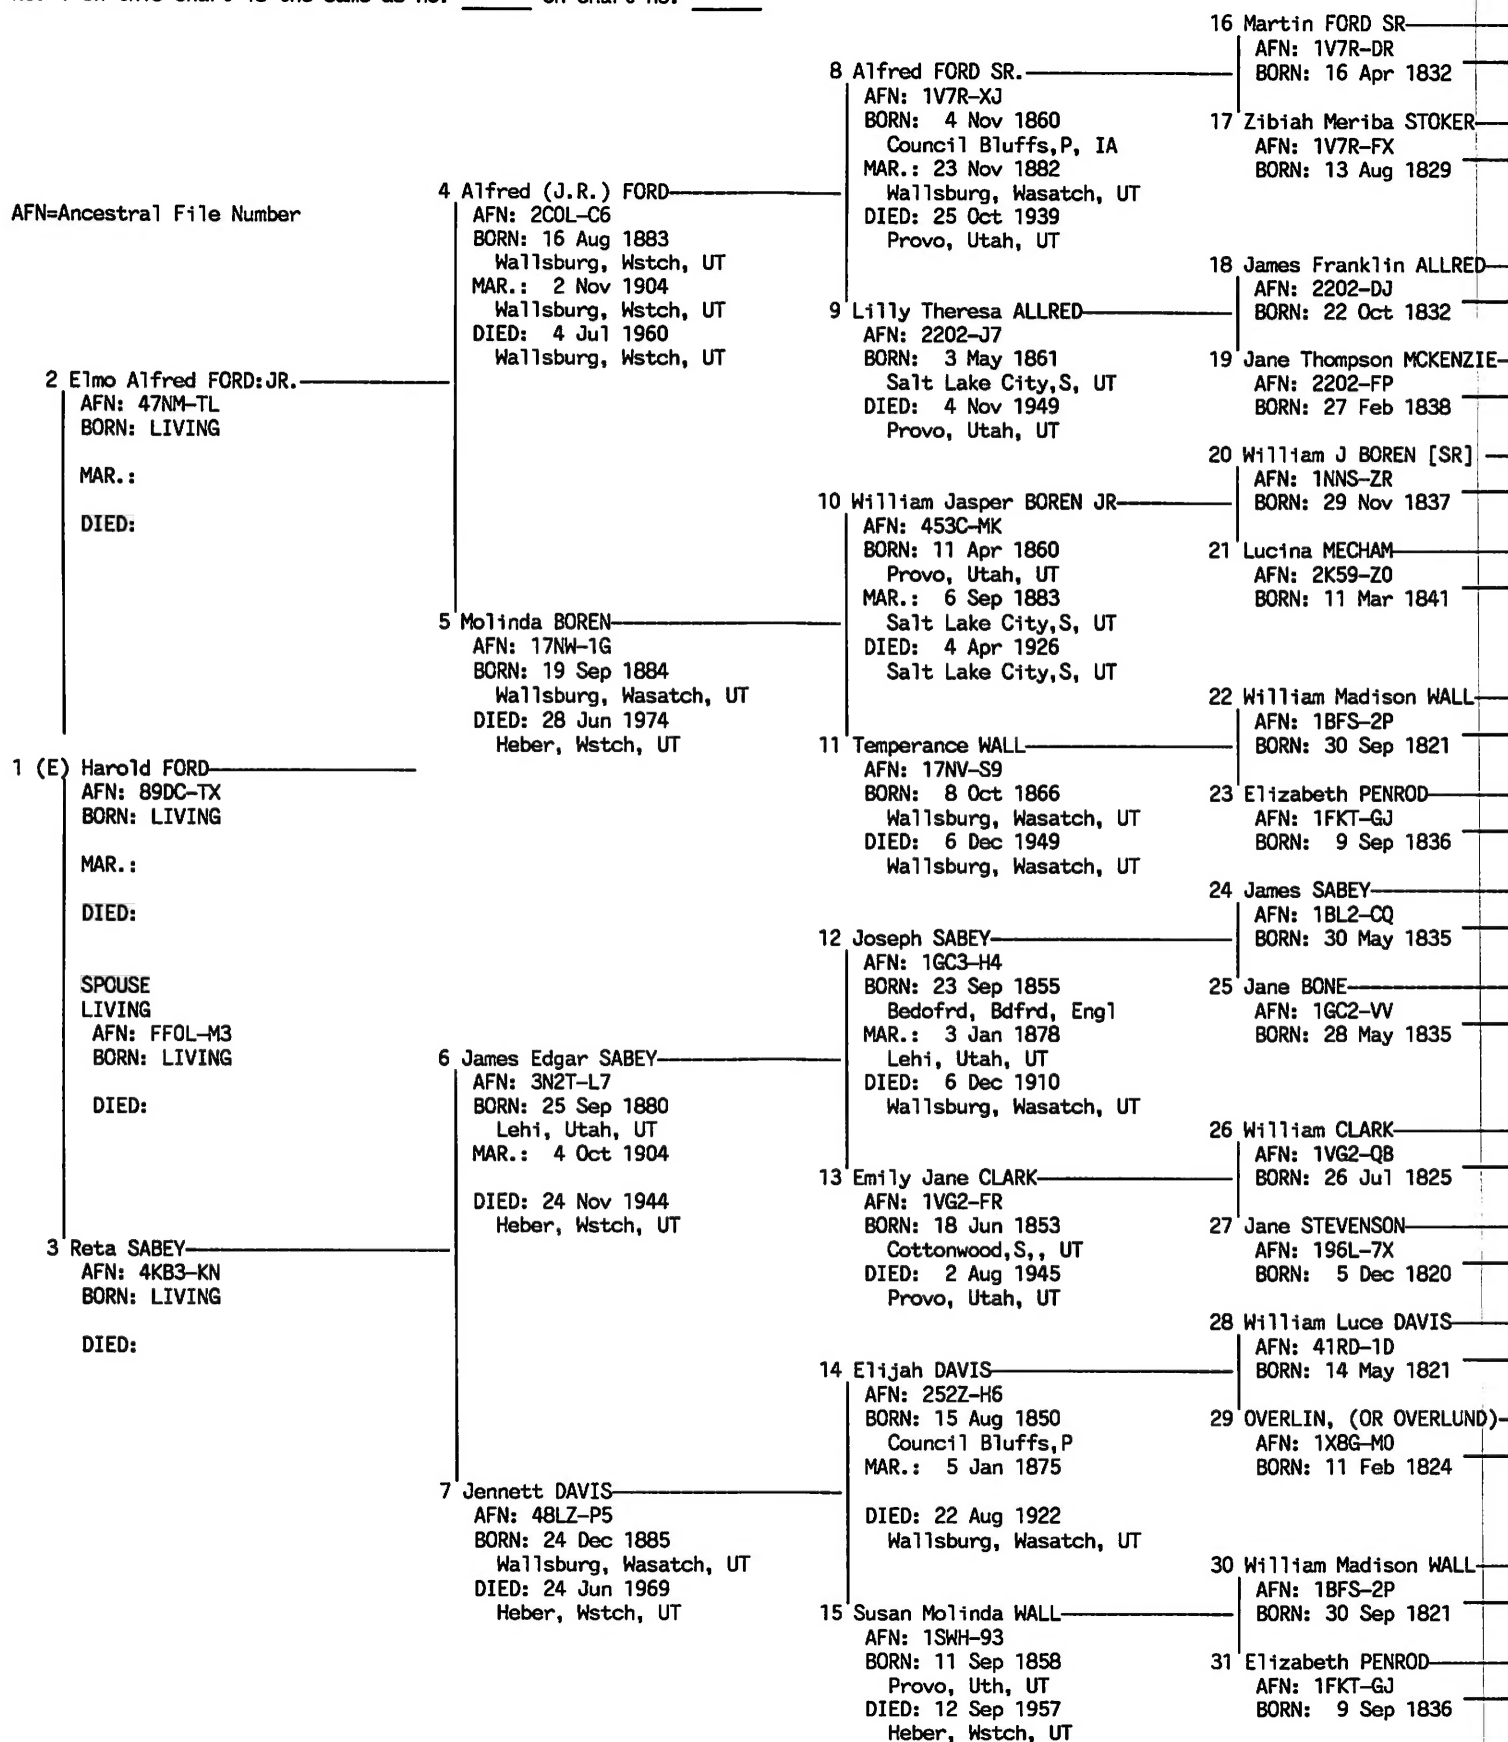 16 Martin FORD SR
AFN: 1V7R-DR
BORN: 16 Apr 1832
8 Alfred FORD SR.
AFN: 1V7R-XJ
BORN: 4 Nov 1860
Council Bluffs,P, IA
MAR.: 23 Nov 1882
Wallsburg, Wasatch, UT
DIED: 25 Oct 1939
Provo, Utah, UT
17 Zibiah Meriba STOKER
AFN: 1V7R-FX
BORN: 13 Aug 1829
4 Alfred (J.R.) FORD
AFN: 2COL-C6
BORN: 16 Aug 1883
Wallsburg, Wstch, UT
MAR.: 2 Nov 1904
Wallsburg, Wstch, UT
DIED: 4 Jul 1960
Wallsburg, Wstch, UT
AFN=Ancestral File Number
18 James Franklin ALLRED
AFN: 2202-DJ
BORN: 22 Oct 1832
9 Lilly Theresa ALLRED
AFN: 2202-J7
BORN: 3 May 1861
Salt Lake City,S, UT
DIED: 4 Nov 1949
Provo, Utah, UT
19 Jane Thompson MCKENZIE
AFN: 2202-FP
BORN: 27 Feb 1838
2 Elmo Alfred FORD:JR.
AFN: 47NM-TL
BORN: LIVING
MAR.:
DIED:
20 William J BOREN [SR]
AFN: 1NNS-ZR
BORN: 29 Nov 1837
10 William Jasper BOREN JR
AFN: 453C-MK
BORN: 11 Apr 1860
Provo, Utah, UT
MAR.: 6 Sep 1883
Salt Lake City,S, UT
DIED: 4 Apr 1926
Salt Lake City,S, UT
21 Lucina MECHAM
AFN: 2K59-Z0
BORN: 11 Mar 1841
5 Molinda BOREN
AFN: 17NW-1G
BORN: 19 Sep 1884
Wallsburg, Wasatch, UT
DIED: 28 Jun 1974
Heber, Wstch, UT
22 William Madison WALL
AFN: 1BFS-2P
BORN: 30 Sep 1821
11 Temperance WALL
AFN: 17NV-S9
BORN: 8 Oct 1866
Wallsburg, Wasatch, UT
DIED: 6 Dec 1949
Wallsburg, Wasatch, UT
23 Elizabeth PENROD
AFN: 1FKT-GJ
BORN: 9 Sep 1836
1 (E) Harold FORD
AFN: 89DC-TX
BORN: LIVING
MAR.:
DIED:
SPOUSE
LIVING
AFN: FFOL-M3
BORN: LIVING
DIED:
24 James SABEY
AFN: 1BL2-CQ
BORN: 30 May 1835
12 Joseph SABEY
AFN: 1GC3-H4
BORN: 23 Sep 1855
Bedofrd, Bdfrd, Engl
MAR.: 3 Jan 1878
Lehi, Utah, UT
DIED: 6 Dec 1910
Wallsburg, Wasatch, UT
25 Jane BONE
AFN: 1GC2-VV
BORN: 28 May 1835
6 James Edgar SABEY
AFN: 3N2T-L7
BORN: 25 Sep 1880
Lehi, Utah, UT
MAR.: 4 Oct 1904
DIED: 24 Nov 1944
Heber, Wstch, UT
26 William CLARK
AFN: 1VG2-QB
BORN: 26 Jul 1825
13 Emily Jane CLARK
AFN: 1VG2-FR
BORN: 18 Jun 1853
Cottonwood,S,, UT
DIED: 2 Aug 1945
Provo, Utah, UT
27 Jane STEVENSON
AFN: 196L-7X
BORN: 5 Dec 1820
3 Reta SABEY
AFN: 4KB3-KN
BORN: LIVING
DIED:
28 William Luce DAVIS
AFN: 41RD-1D
BORN: 14 May 1821
14 Elijah DAVIS
AFN: 252Z-H6
BORN: 15 Aug 1850
Council Bluffs,P
MAR.: 5 Jan 1875
DIED: 22 Aug 1922
Wallsburg, Wasatch, UT
29 OVERLIN, (OR OVERLUND)
AFN: 1X8G-M0
BORN: 11 Feb 1824
7 Jennett DAVIS
AFN: 48LZ-P5
BORN: 24 Dec 1885
Wallsburg, Wasatch, UT
DIED: 24 Jun 1969
Heber, Wstch, UT
30 William Madison WALL
AFN: 1BFS-2P
BORN: 30 Sep 1821
15 Susan Molinda WALL
AFN: 1SWH-93
BORN: 11 Sep 1858
Provo, Uth, UT
DIED: 12 Sep 1957
Heber, Wstch, UT
31 Elizabeth PENROD
AFN: 1FKT-GJ
BORN: 9 Sep 1836